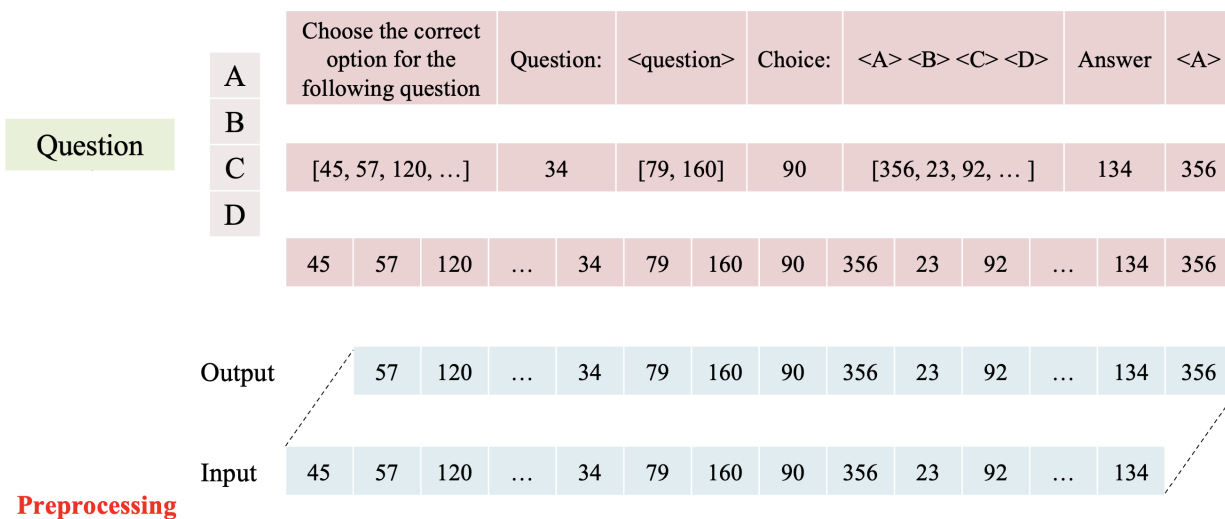 Choose the correct option for the following question Question: <question> Choice: <A> <B> <C> <D> Answer <A>
A
B
Question
C [45, 57, 120, …] 34 [79, 160] 90 [356, 23, 92, … ] 134 356
D
45 57 120 … 34 79 160 90 356 23 92 … 134 356
Output 57 120 … 34 79 160 90 356 23 92 … 134 356
Input 45 57 120 … 34 79 160 90 356 23 92 … 134
Preprocessing